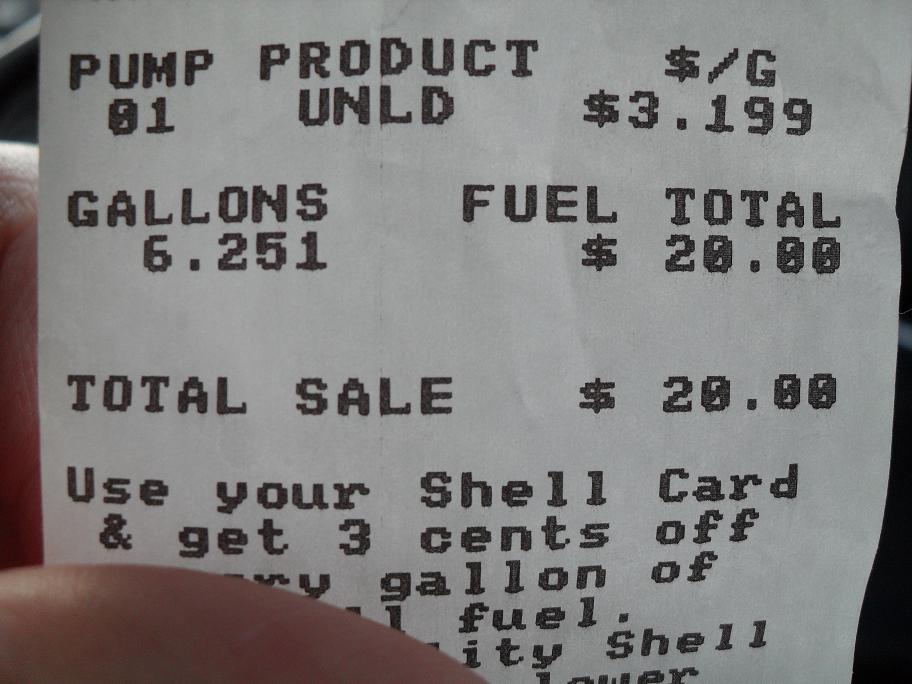 PUMP PRODUCT $/G
01 UNLD $3.199
GALLONS FUEL TOTAL
6.251 $ 20.00
TOTAL SALE $ 20.00
Use your Shell Card
& get 3 cents off
gallon of
fuel.
Shell
lower